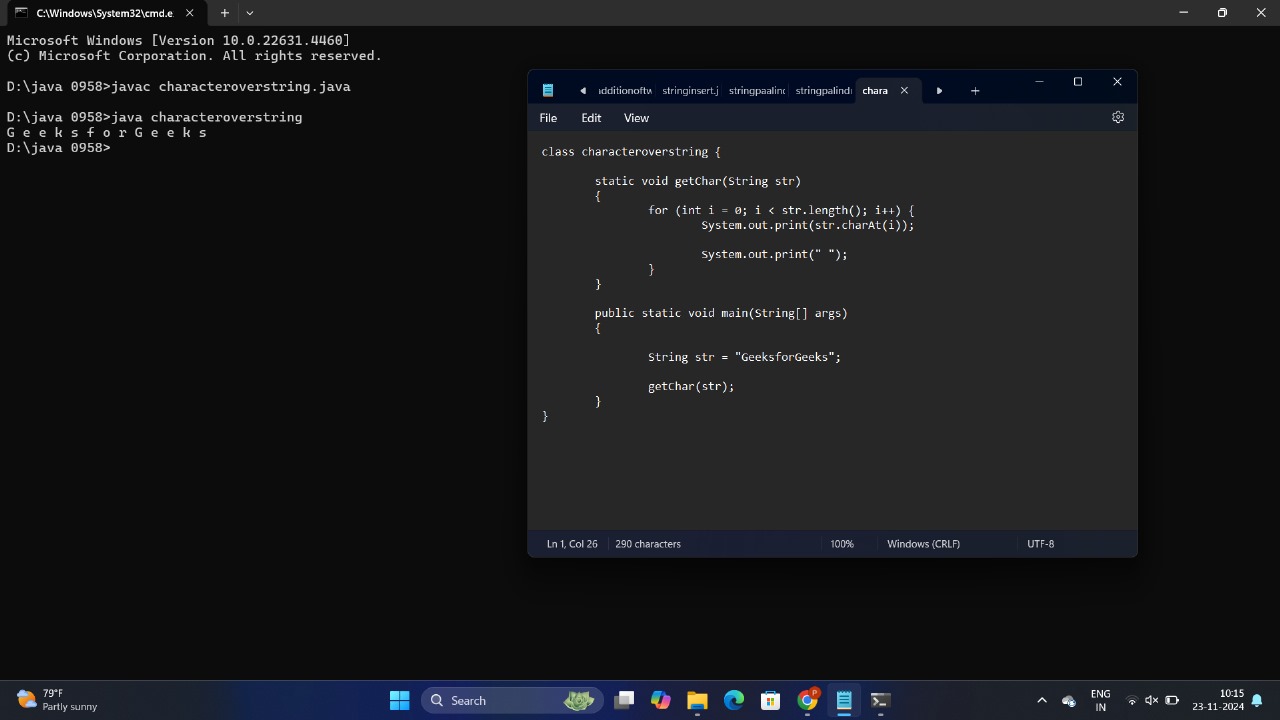 C:\Windows\System32\cmd.e
Microsoft Windows [Version 10.0.22631.4460]
(c) Microsoft Corporation. All rights reserved.
D:\java 0958>javac characteroverstring.java
D:\java 0958>java characteroverstring
G e e k s f o r G e e k s
D:\java 0958>
additionoftw stringinsert.j stringpaalind stringpalindr chara
File Edit View
class characteroverstring {
static void getChar(String str)
{
for (int i = 0; i < str.length(); i++) {
System.out.print(str.charAt(i));
System.out.print(" ");
}
}
public static void main(String[] args)
{
String str = "GeeksforGeeks";
getChar(str);
}
}
Ln 1, Col 26 290 characters 100% Windows (CRLF) UTF-8
79°F
Partly sunny
Search
P
ENG
IN
10:15
23-11-2024